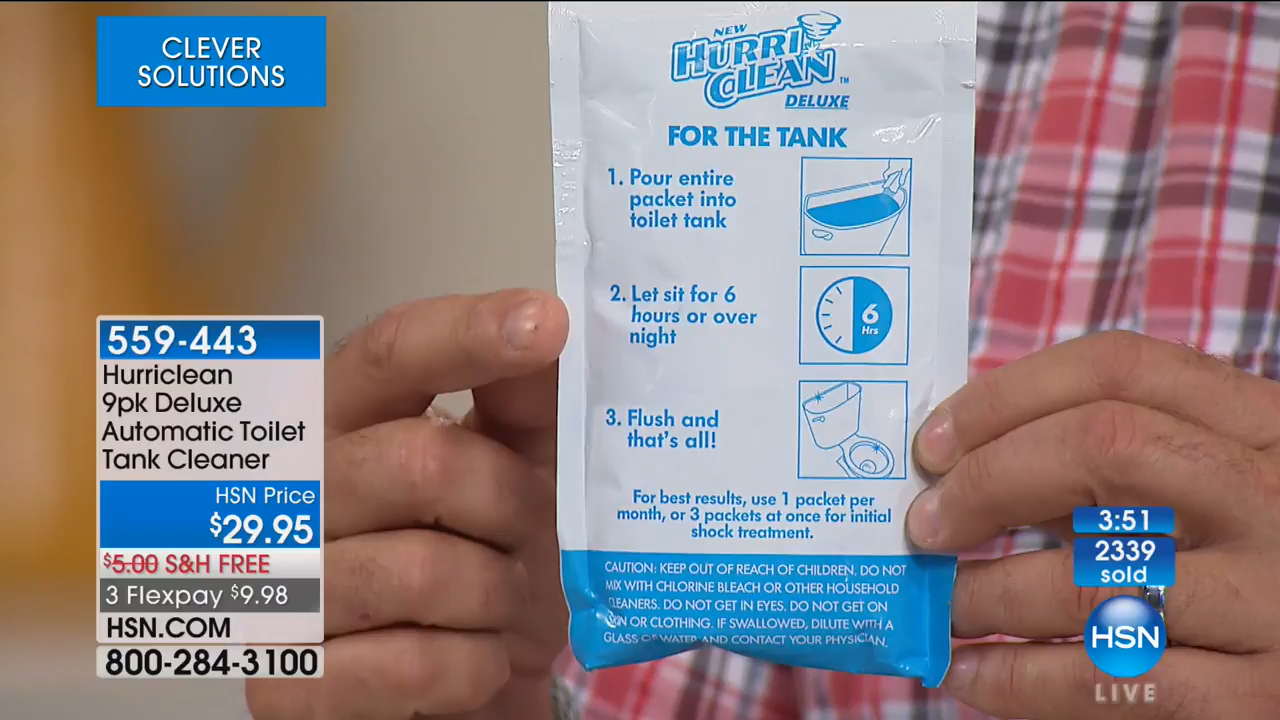 CLEVER
SOLUTIONS
NEW
HURRI
CLEAN™
DELUXE
FOR THE TANK
1. Pour entire
packet into
toilet tank
2. Let sit for 6
hours or over
night
6
Hrs
3. Flush and
that's all!
For best results, use 1 packet per
month, or 3 packets at once for initial
shock treatment.
CAUTION: KEEP OUT OF REACH OF CHILDREN. DO NOT
MIX WITH CHLORINE BLEACH OR OTHER HOUSEHOLD
CLEANERS. DO NOT GET IN EYES. DO NOT GET ON
SKIN OR CLOTHING. IF SWALLOWED, DILUTE WITH A
GLASS OF WATER AND CONTACT YOUR PHYSICIAN.
559-443
Hurriclean
9pk Deluxe
Automatic Toilet
Tank Cleaner
HSN Price
$29.95
$5.00 S&H FREE
3 Flexpay $9.98
HSN.COM
800-284-3100
3:51
2339
sold
HSN
LIVE